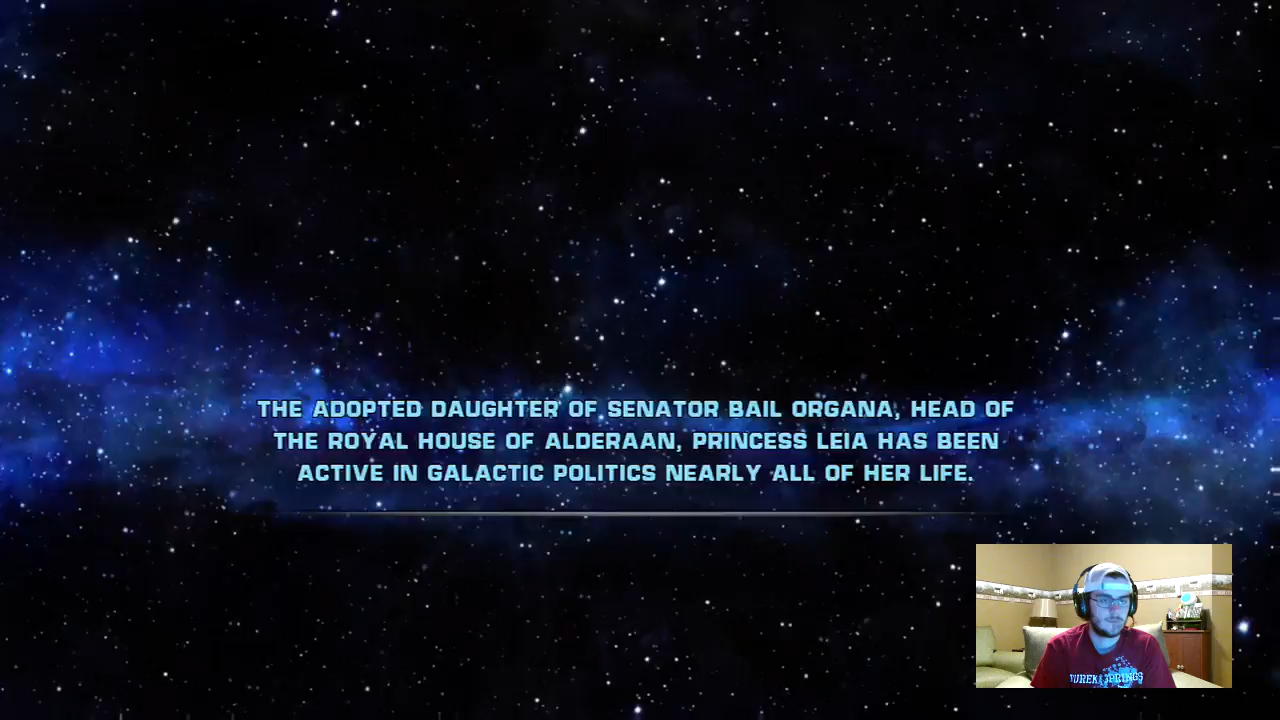 THE ADOPTED DAUGHTER OF SENATOR BAIL ORGANA, HEAD OF
THE ROYAL HOUSE OF ALDERAAN, PRINCESS LEIA HAS BEEN
ACTIVE IN GALACTIC POLITICS NEARLY ALL OF HER LIFE.
SPRINGS